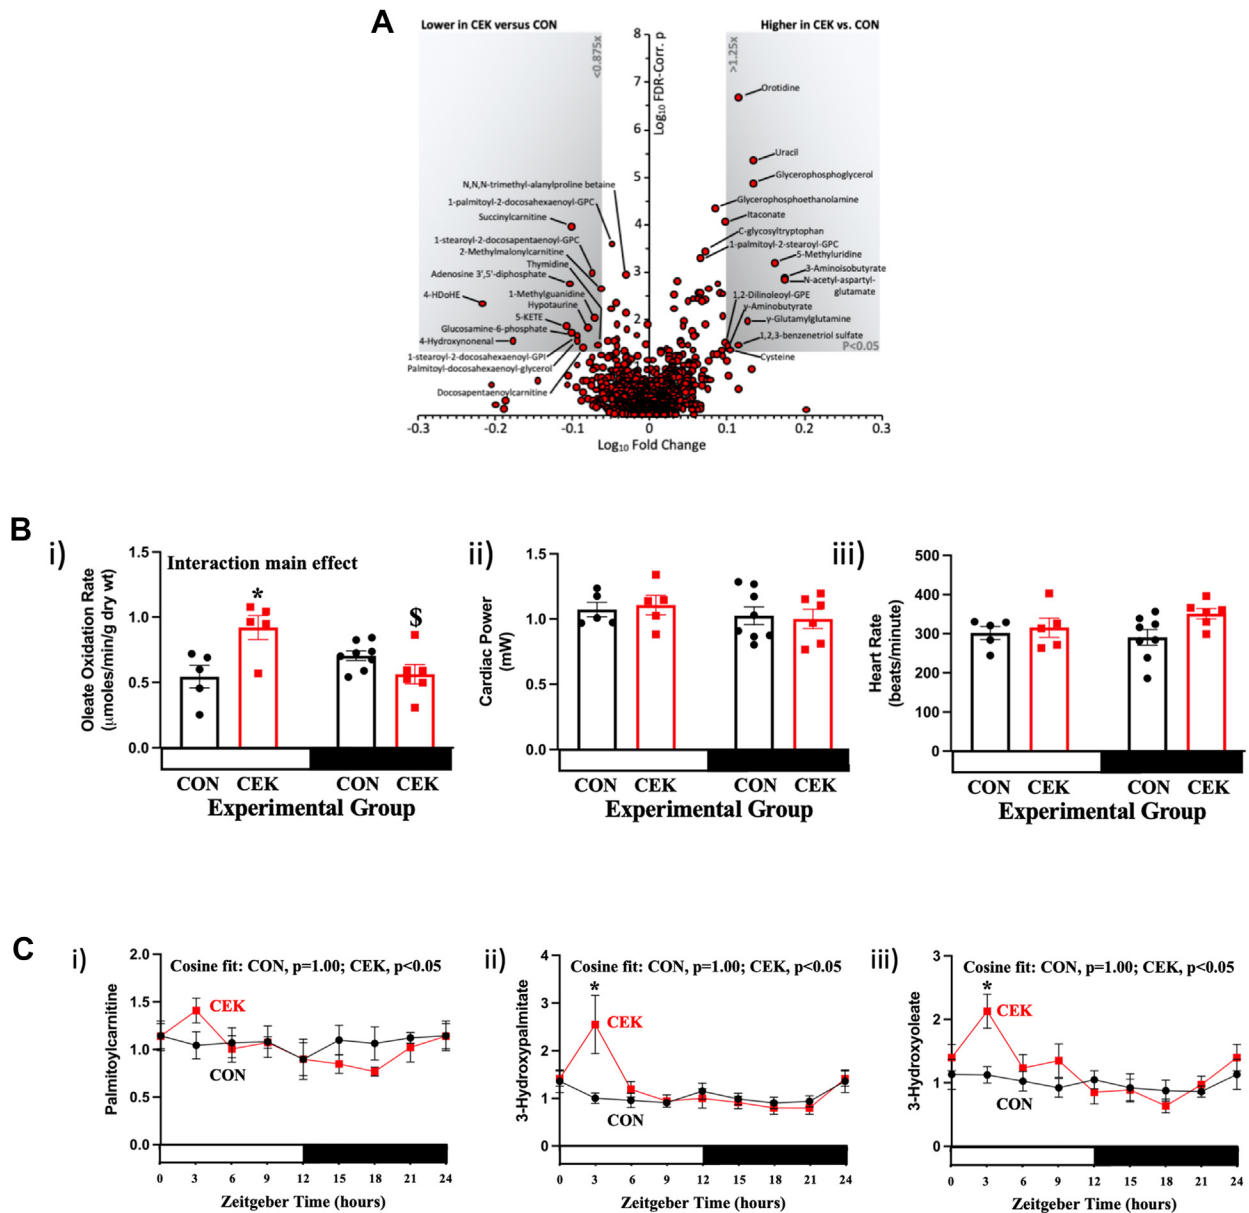 A
Lower in CEK versus CON
Higher in CEK vs. CON
<0.875x
>1.25x
Log10 FDR-Corr. p
8
7
6
5
4
3
2
1
Orotidine
Uracil
Glycerophosphoglycerol
N,N,N-trimethyl-alanylproline betaine
1-palmitoyl-2-docosahexaenoyl-GPC
Glycerophosphoethanolamine
Succinylcarnitine
Itaconate
C-glycosyltryptophan
1-stearoyl-2-docosapentaenoyl-GPC
1-palmitoyl-2-stearoyl-GPC
2-Methylmalonylcarnitine
5-Methyluridine
Thymidine
3-Aminoisobutyrate
Adenosine 3',5'-diphosphate
N-acetyl-aspartyl-
glutamate
4-HDoHE
1-Methylguanidine
1,2-Dilinoleoyl-GPE
Hypotaurine
γ-Aminobutyrate
5-KETE
γ-Glutamylglutamine
Glucosamine-6-phosphate
1,2,3-benzenetriol sulfate
4-Hydroxynonenal
P<0.05
1-stearoyl-2-docosahexaenoyl-GPI
Cysteine
Palmitoyl-docosahexaenoyl-glycerol
Docosapentaenoylcarnitine
-0.3 -0.2 -0.1 0 0.1 0.2 0.3
Log10 Fold Change
B
i)
Oleate Oxidation Rate
(μmoles/min/g dry wt)
1.5
1.0
0.5
0.0
Interaction main effect
*
$
CON CEK CON CEK
Experimental Group
ii)
Cardiac Power
(mW)
1.5
1.0
0.5
0.0
CON CEK CON CEK
Experimental Group
iii)
Heart Rate
(beats/minute)
500
400
300
200
100
0
CON CEK CON CEK
Experimental Group
C
i)
Palmitoylcarnitine
2.0
1.5
1.0
0.5
0.0
Cosine fit: CON, p=1.00; CEK, p<0.05
CEK
CON
0 3 6 9 12 15 18 21 24
Zeitgeber Time (hours)
ii)
3-Hydroxypalmitate
4
3
2
1
0
Cosine fit: CON, p=1.00; CEK, p<0.05
*
CEK
CON
0 3 6 9 12 15 18 21 24
Zeitgeber Time (hours)
iii)
3-Hydroxyoleate
3
2
1
0
Cosine fit: CON, p=1.00; CEK, p<0.05
*
CEK
CON
0 3 6 9 12 15 18 21 24
Zeitgeber Time (hours)